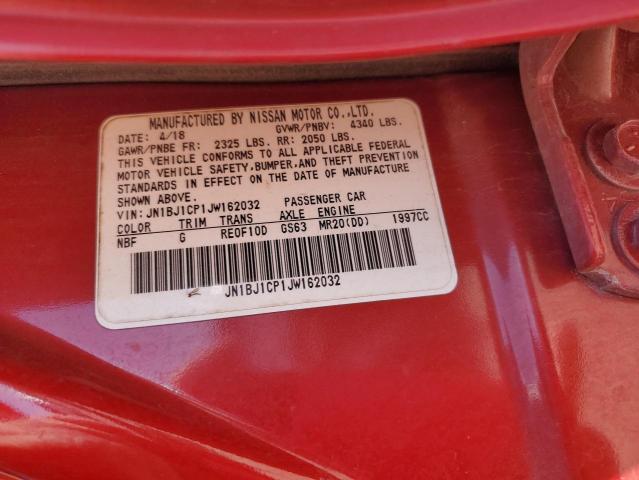 MANUFACTURED BY NISSAN MOTOR CO.,LTD.
DATE: 4/18 GVWR/PNBV: 4340 LBS.
GAWR/PNBE FR: 2325 LBS. RR: 2050 LBS.
THIS VEHICLE CONFORMS TO ALL APPLICABLE FEDERAL
MOTOR VEHICLE SAFETY,BUMPER,AND THEFT PREVENTION
STANDARDS IN EFFECT ON THE DATE OF MANUFACTURE
SHOWN ABOVE.
VIN: JN1BJ1CP1JW162032 PASSENGER CAR
COLOR TRIM TRANS AXLE ENGINE
NBF G REOF10D GS63 MR20(DD) 1997CC
JN1BJ1CP1JW162032